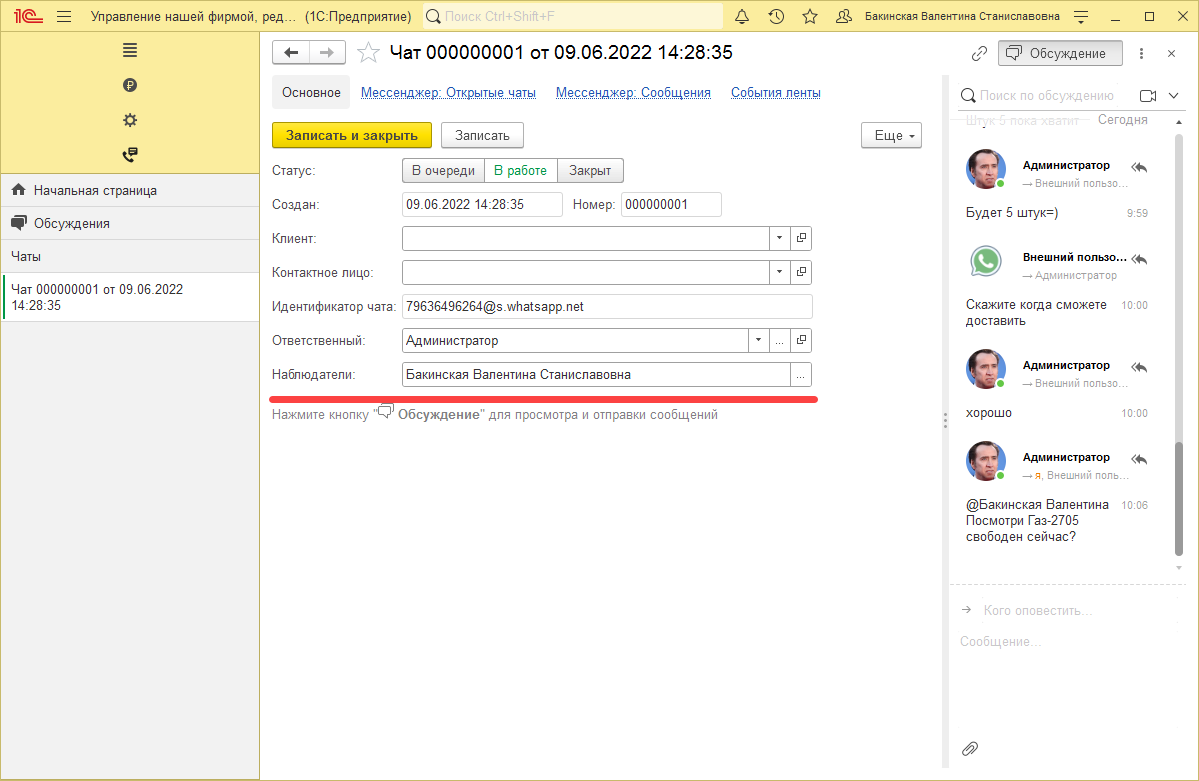 1С Управление нашей фирмой, ред... (1С:Предприятие) Поиск Ctrl+Shift+F Бакинская Валентина Станиславовна
Начальная страница
Обсуждения
Чаты
Чат 000000001 от 09.06.2022
14:28:35
Чат 000000001 от 09.06.2022 14:28:35
Основное Мессенджер: Открытые чаты Мессенджер: Сообщения События ленты
Записать и закрыть Записать Еще
Статус: В очереди В работе Закрыт
Создан: 09.06.2022 14:28:35 Номер: 000000001
Клиент:
Контактное лицо:
Идентификатор чата: 79636496264@s.whatsapp.net
Ответственный: Администратор ...
Наблюдатели: Бакинская Валентина Станиславовна ...
Нажмите кнопку "Обсуждение" для просмотра и отправки сообщений
Обсуждение
Поиск по обсуждению
Штук 5 пока хватит Сегодня
Администратор
→ Внешний пользо...
Будет 5 штук=) 9:59
Внешний пользо...
→ Администратор
Скажите когда сможете 10:00
доставить
Администратор
→ Внешний пользо...
хорошо 10:00
Администратор
→ я, Внешний поль...
@Бакинская Валентина 10:06
Посмотри Газ-2705
свободен сейчас?
→ Кого оповестить...
Сообщение...